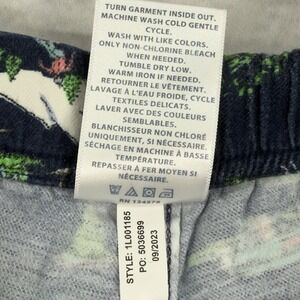 TURN GARMENT INSIDE OUT.
MACHINE WASH COLD GENTLE
CYCLE.
WASH WITH LIKE COLORS.
ONLY NON-CHLORINE BLEACH
WHEN NEEDED.
TUMBLE DRY LOW.
WARM IRON IF NEEDED.
RETOURNER LE VÊTEMENT.
LAVAGE À L'EAU FROIDE, CYCLE
TEXTILES DÉLICATS.
LAVER AVEC DES COULEURS
SEMBLABLES.
BLANCHISSEUR NON CHLORÉ
UNIQUEMENT, SI NÉCESSAIRE.
SÉCHAGE EN MACHINE À BASSE
TEMPÉRATURE.
REPASSER À FER MOYEN SI
NÉCESSAIRE.
RN
STYLE: 1L001185
PO: 5036699
09/2023